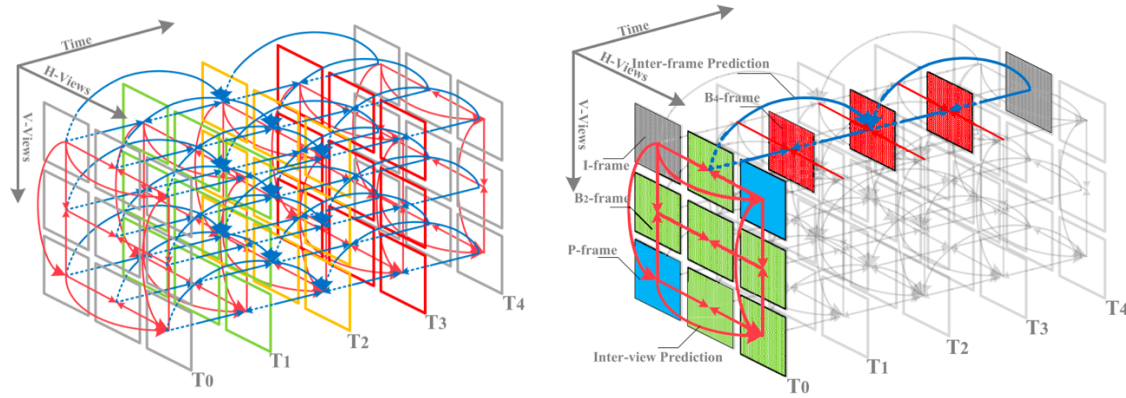 Time
H-Views
V-Views
T0
T1
T2
T3
T4
Time
H-Views
V-Views
Inter-frame Prediction
B4-frame
I-frame
B2-frame
P-frame
Inter-view Prediction
T0
T1
T2
T3
T4